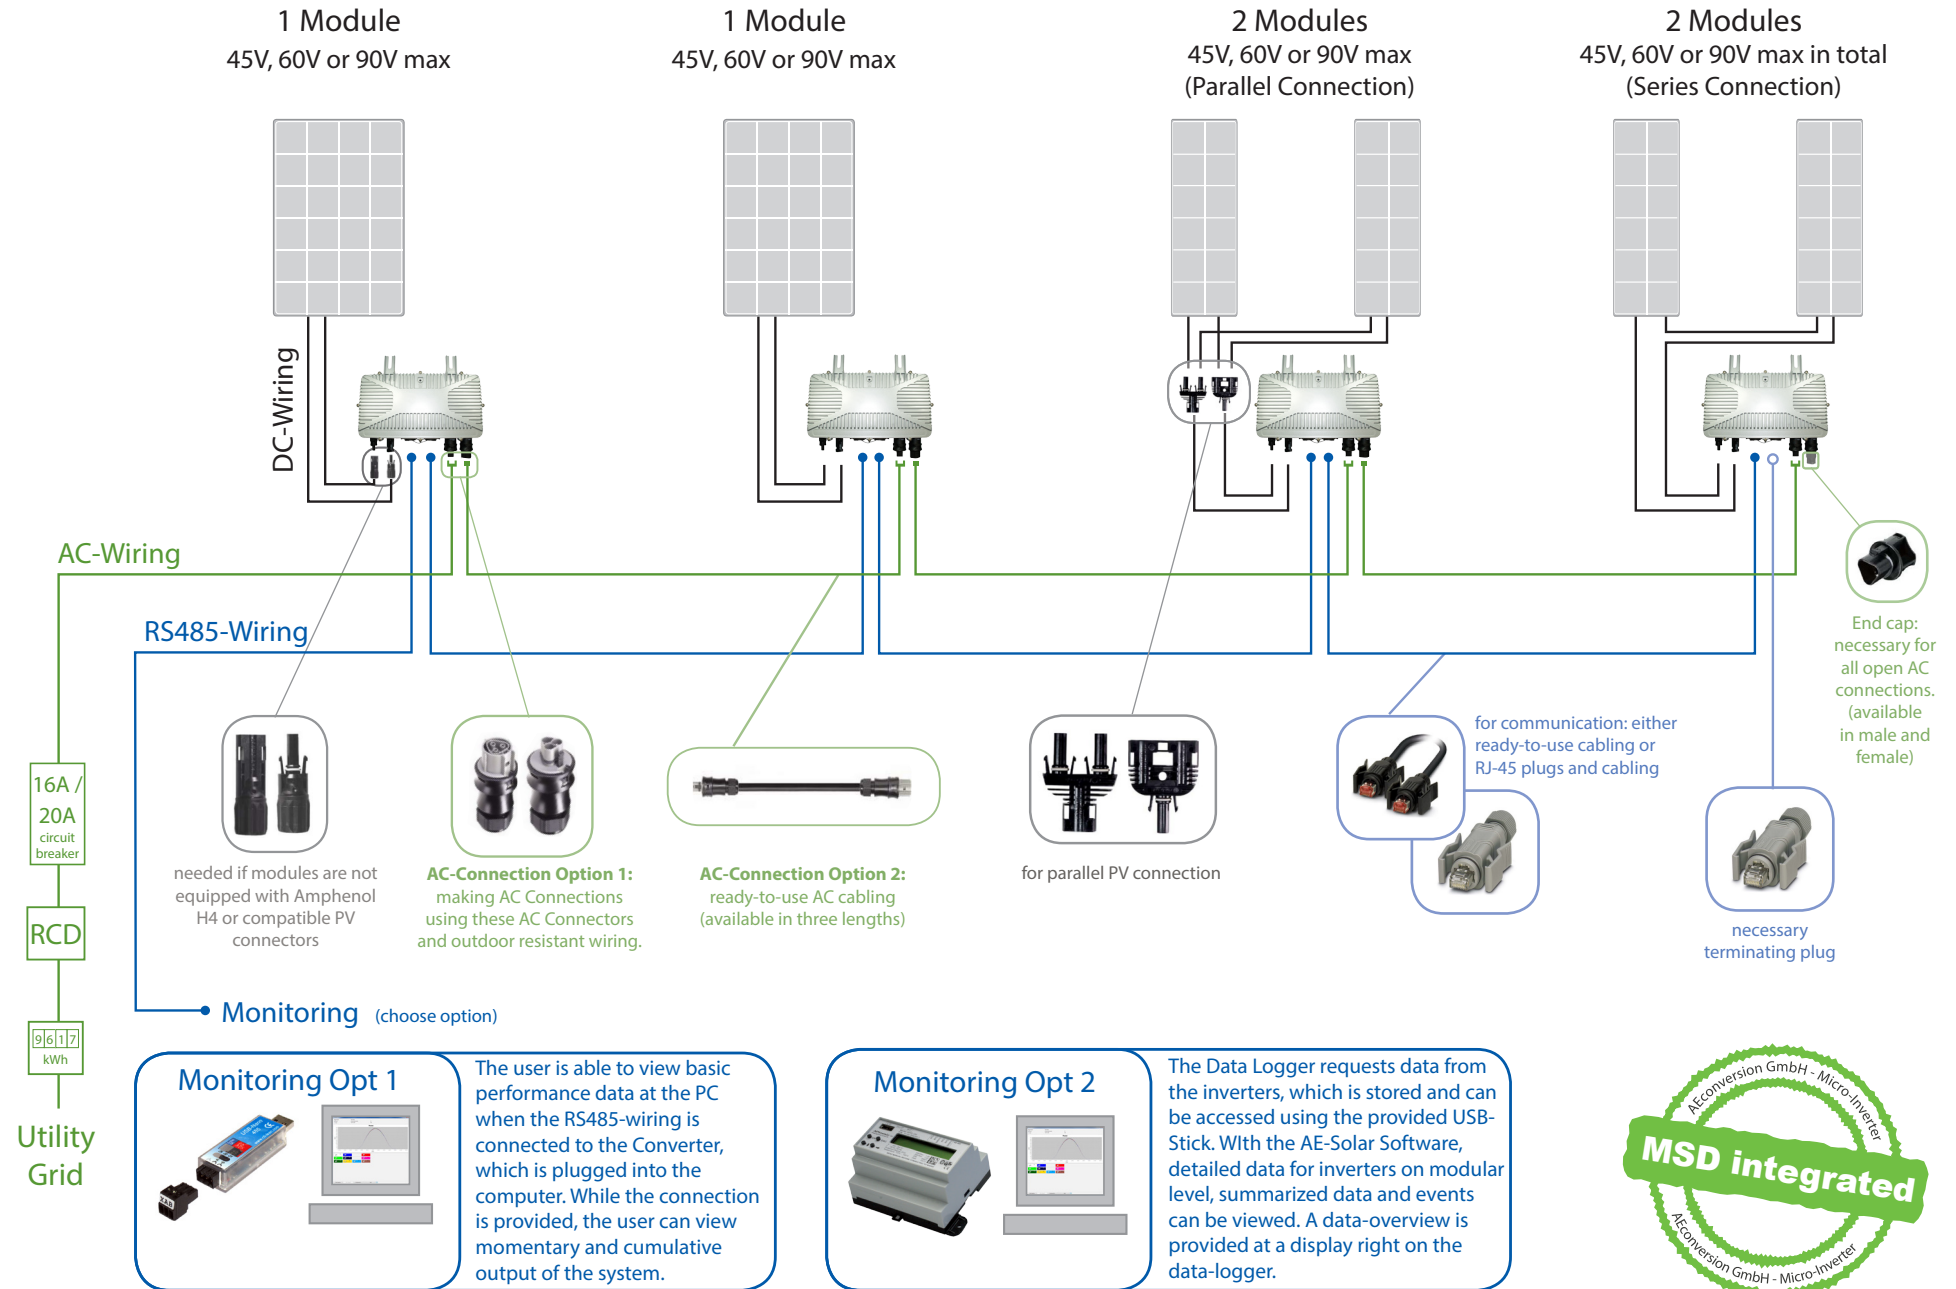 1 Module
45V, 60V or 90V max
1 Module
45V, 60V or 90V max
2 Modules
45V, 60V or 90V max
(Parallel Connection)
2 Modules
45V, 60V or 90V max in total
(Series Connection)
DC-Wiring
AC-Wiring
RS485-Wiring
16A /
20A
circuit
breaker
RCD
9617
kWh
Utility
Grid
needed if modules are not
equipped with Amphenol
H4 or compatible PV
connectors
AC-Connection Option 1:
making AC Connections
using these AC Connectors
and outdoor resistant wiring.
AC-Connection Option 2:
ready-to-use AC cabling
(available in three lengths)
for parallel PV connection
for communication: either
ready-to-use cabling or
RJ-45 plugs and cabling
necessary
terminating plug
End cap:
necessary for
all open AC
connections.
(available
in male and
female)
Monitoring (choose option)
Monitoring Opt 1
The user is able to view basic
performance data at the PC
when the RS485-wiring is
connected to the Converter,
which is plugged into the
computer. While the connection
is provided, the user can view
momentary and cumulative
output of the system.
Monitoring Opt 2
The Data Logger requests data from
the inverters, which is stored and can
be accessed using the provided USB-
Stick. WIth the AE-Solar Software,
detailed data for inverters on modular
level, summarized data and events
can be viewed. A data-overview is
provided at a display right on the
data-logger.
AEconversion GmbH - Micro-Inverter
MSD integrated
AEconversion GmbH - Micro-Inverter